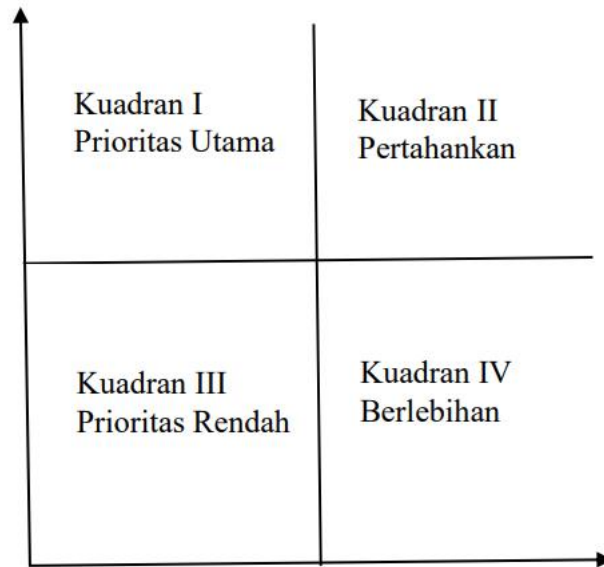 Kuadran I
Prioritas Utama
Kuadran II
Pertahankan
Kuadran III
Prioritas Rendah
Kuadran IV
Berlebihan